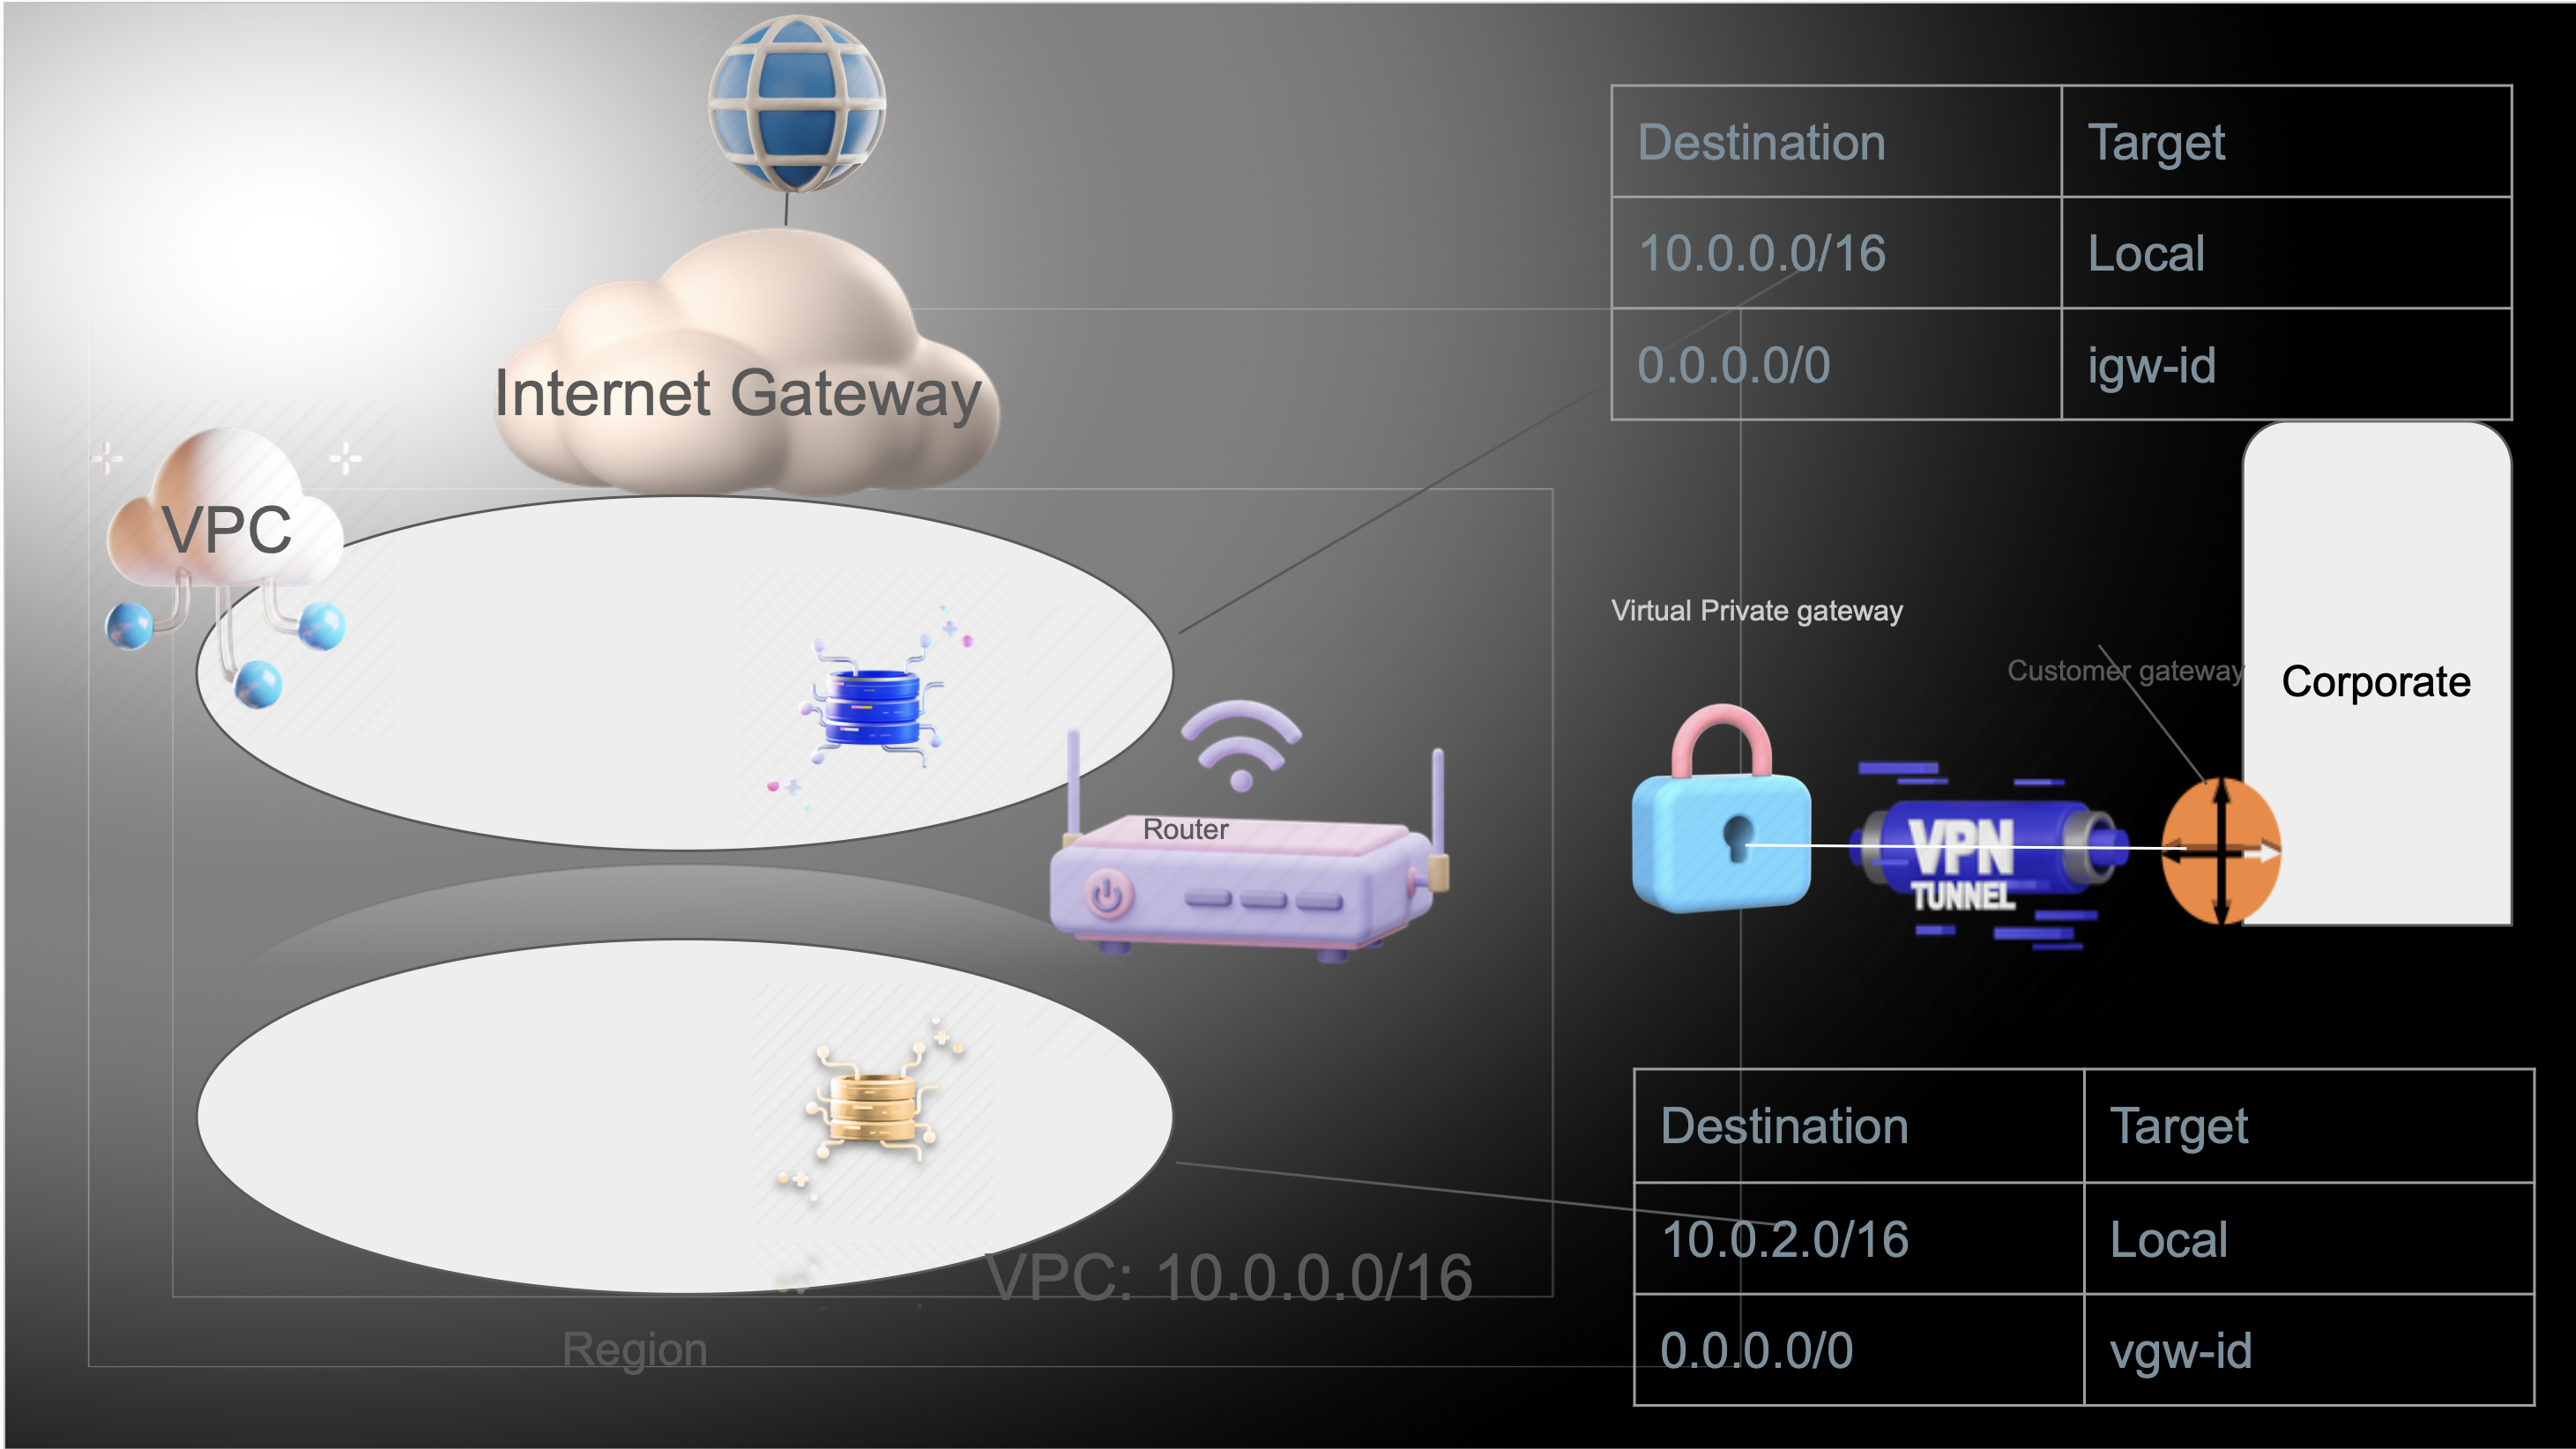 Destination Target
10.0.0.0/16 Local
0.0.0.0/0 igw-id
Internet Gateway
VPC
Virtual Private gateway
Customer gateway
Corporate
Router
VPN
TUNNEL
Destination Target
10.0.2.0/16 Local
0.0.0.0/0 vgw-id
VPC: 10.0.0.0/16
Region